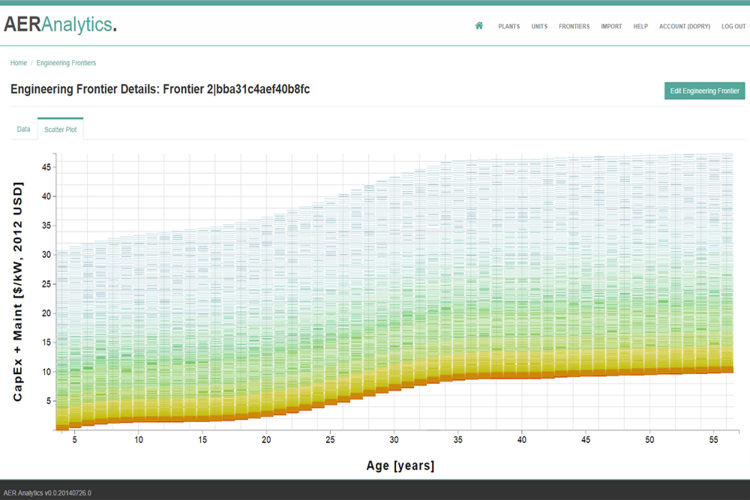 AERAnalytics.
PLANTS UNITS FRONTIERS IMPORT HELP ACCOUNT (DOPRY) LOG OUT
Home / Engineering Frontiers
Engineering Frontier Details: Frontier 2|bba31c4aef40b8fc
Edit Engineering Frontier
Data Scatter Plot
CapEx + Maint [$/kW, 2012 USD]
45
40
35
30
25
20
15
10
5
5 10 15 20 25 30 35 40 45 50 55
Age [years]
AER Analytics v0.0.20140726.0